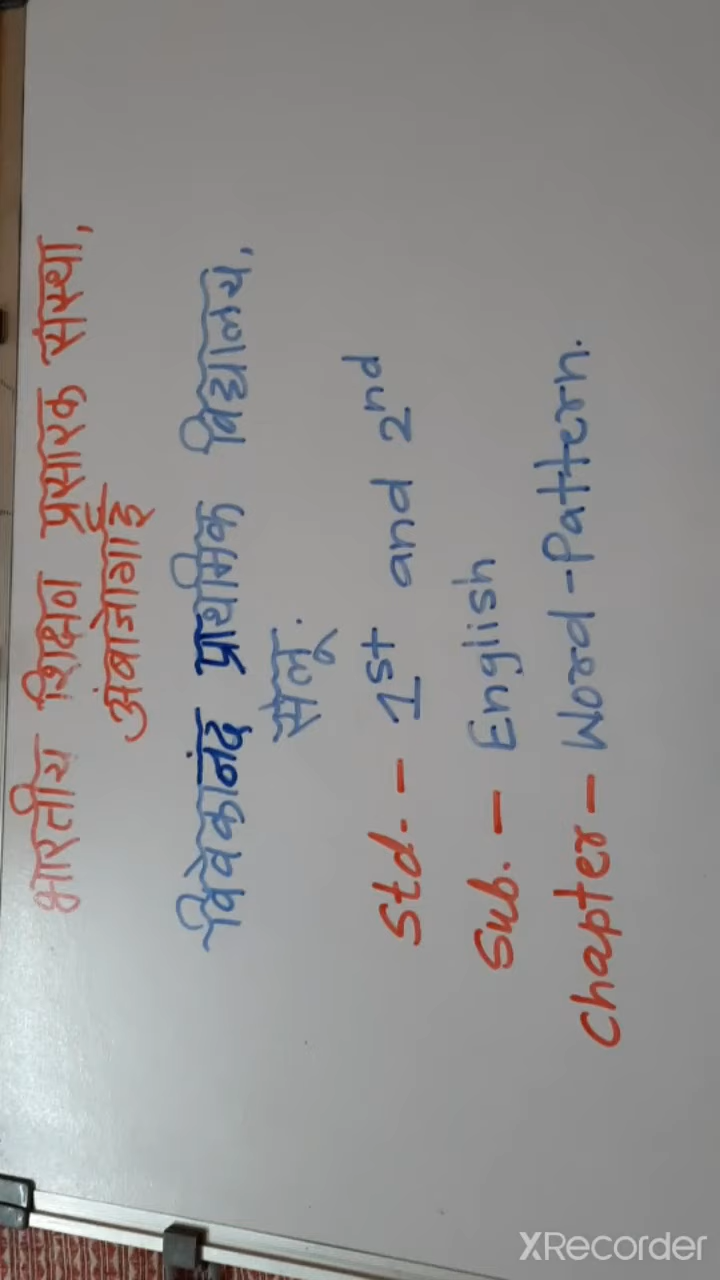 भारतीय शिक्षण प्रसारक संस्था,
अंबाजोगाई
विवेकानंद प्राथमिक विद्यालय,
सेलू.
Std. - 1st and 2nd
Sub. - English
Chapter - Word-Pattern.
XRecorder